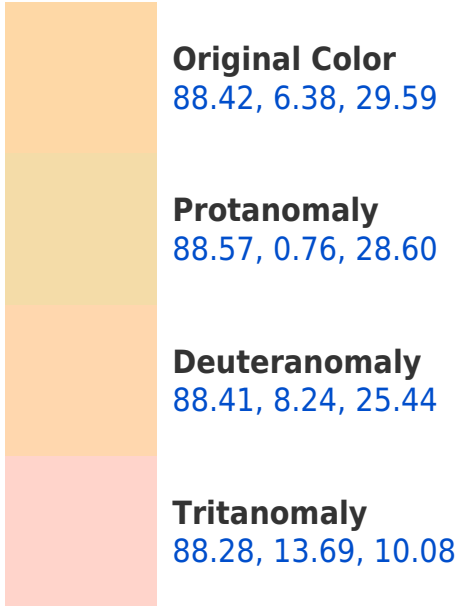 Original Color
88.42, 6.38, 29.59
Protanomaly
88.57, 0.76, 28.60
Deuteranomaly
88.41, 8.24, 25.44
Tritanomaly
88.28, 13.69, 10.08